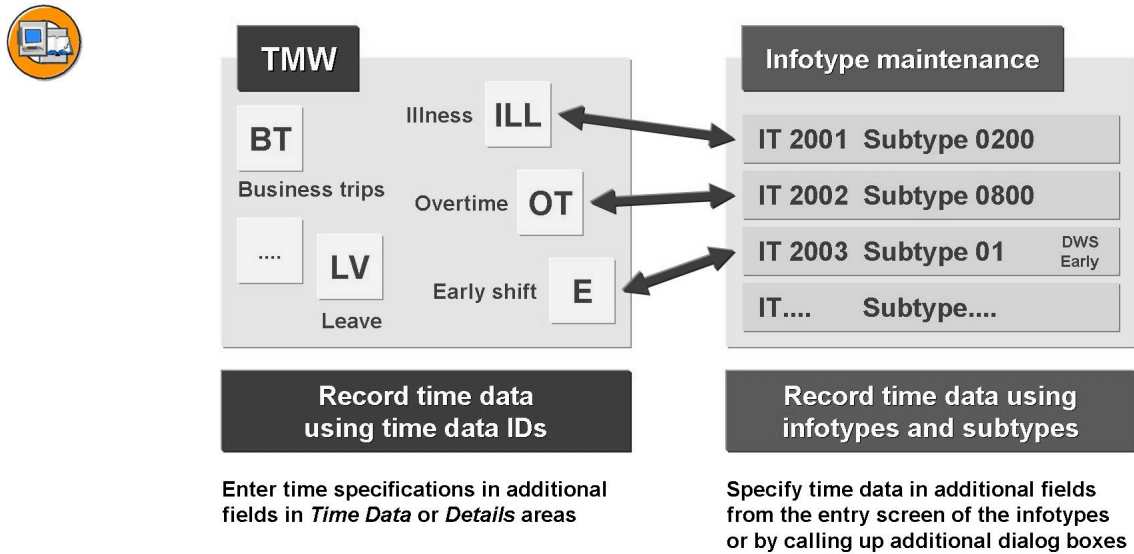 TMW
BT
Business trips
....
LV
Leave
Illness ILL
Overtime OT
Early shift E
Record time data
using time data IDs
Enter time specifications in additional
fields in Time Data or Details areas
Infotype maintenance
IT 2001 Subtype 0200
IT 2002 Subtype 0800
IT 2003 Subtype 01 DWS
Early
IT.... Subtype....
Record time data using
infotypes and subtypes
Specify time data in additional fields
from the entry screen of the infotypes
or by calling up additional dialog boxes